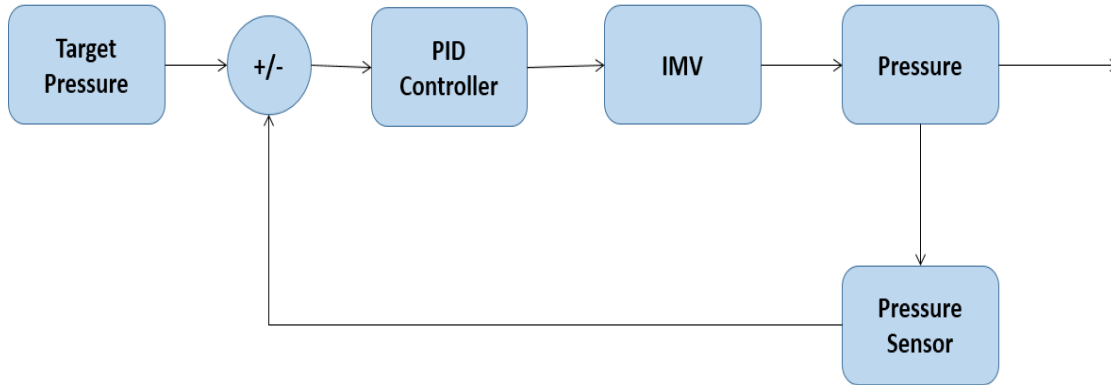 Target
Pressure
+/-
PID
Controller
IMV
Pressure
Pressure
Sensor